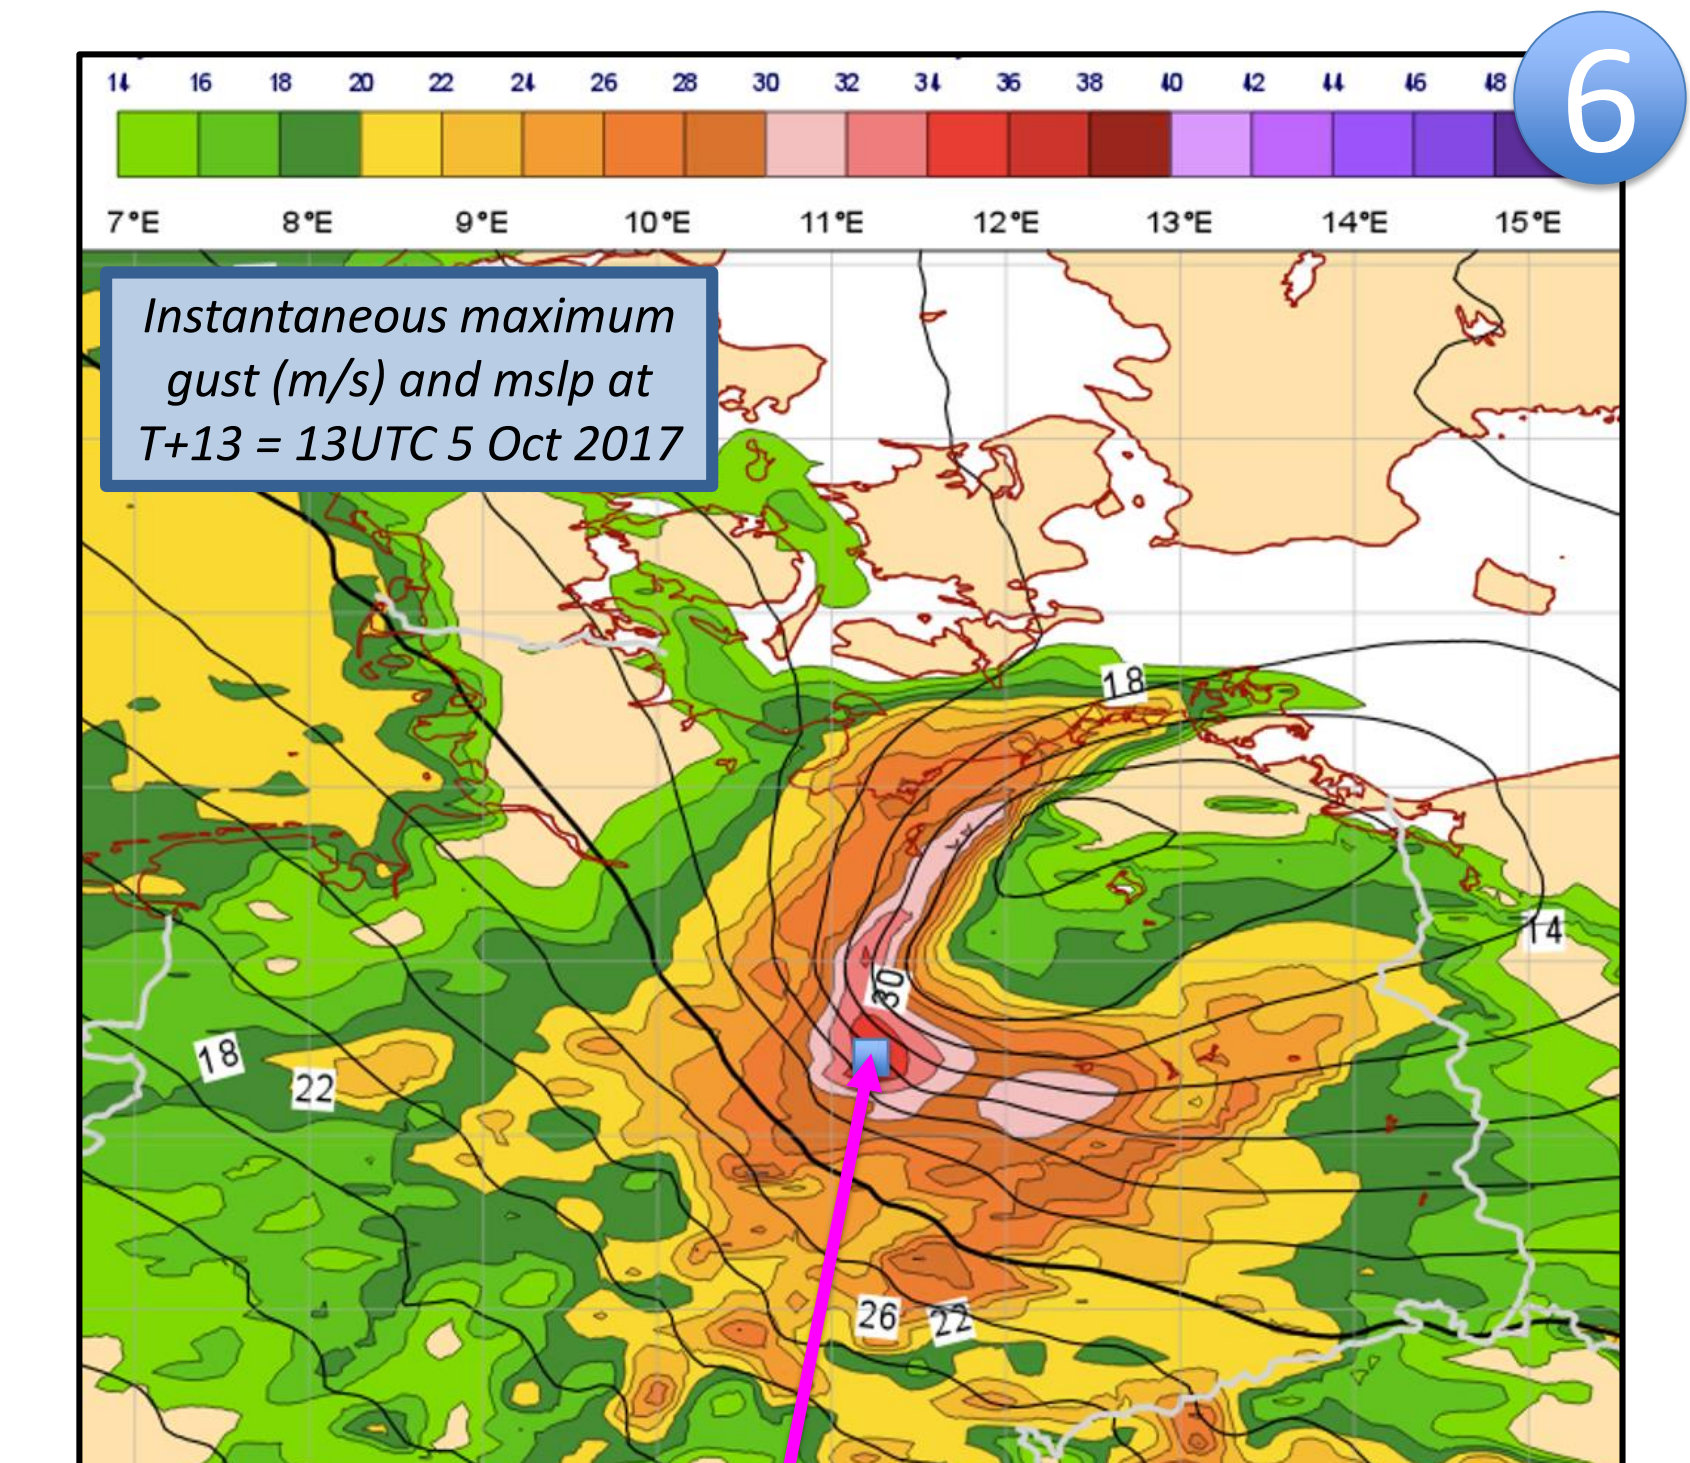 14 16 18 20 22 24 26 28 30 32 34 36 38 40 42 44 46 48
6
7°E 8°E 9°E 10°E 11°E 12°E 13°E 14°E 15°E
Instantaneous maximum
gust (m/s) and mslp at
T+13 = 13UTC 5 Oct 2017
18
14
30
18
22
26
22